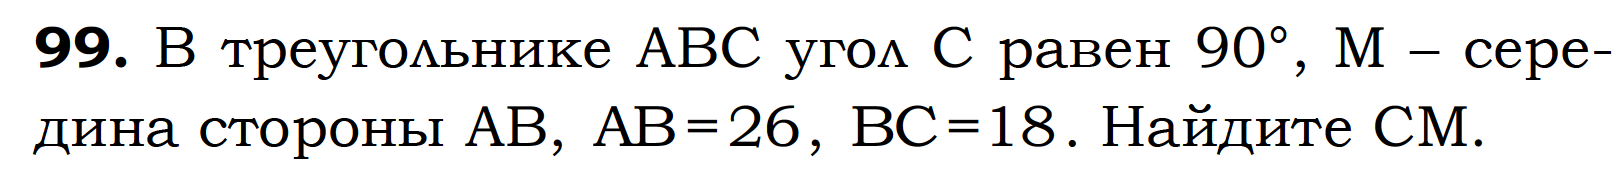 99. В треугольнике ABC угол C равен 90°, M – сере-
дина стороны AB, AB=26, BC=18. Найдите CM.